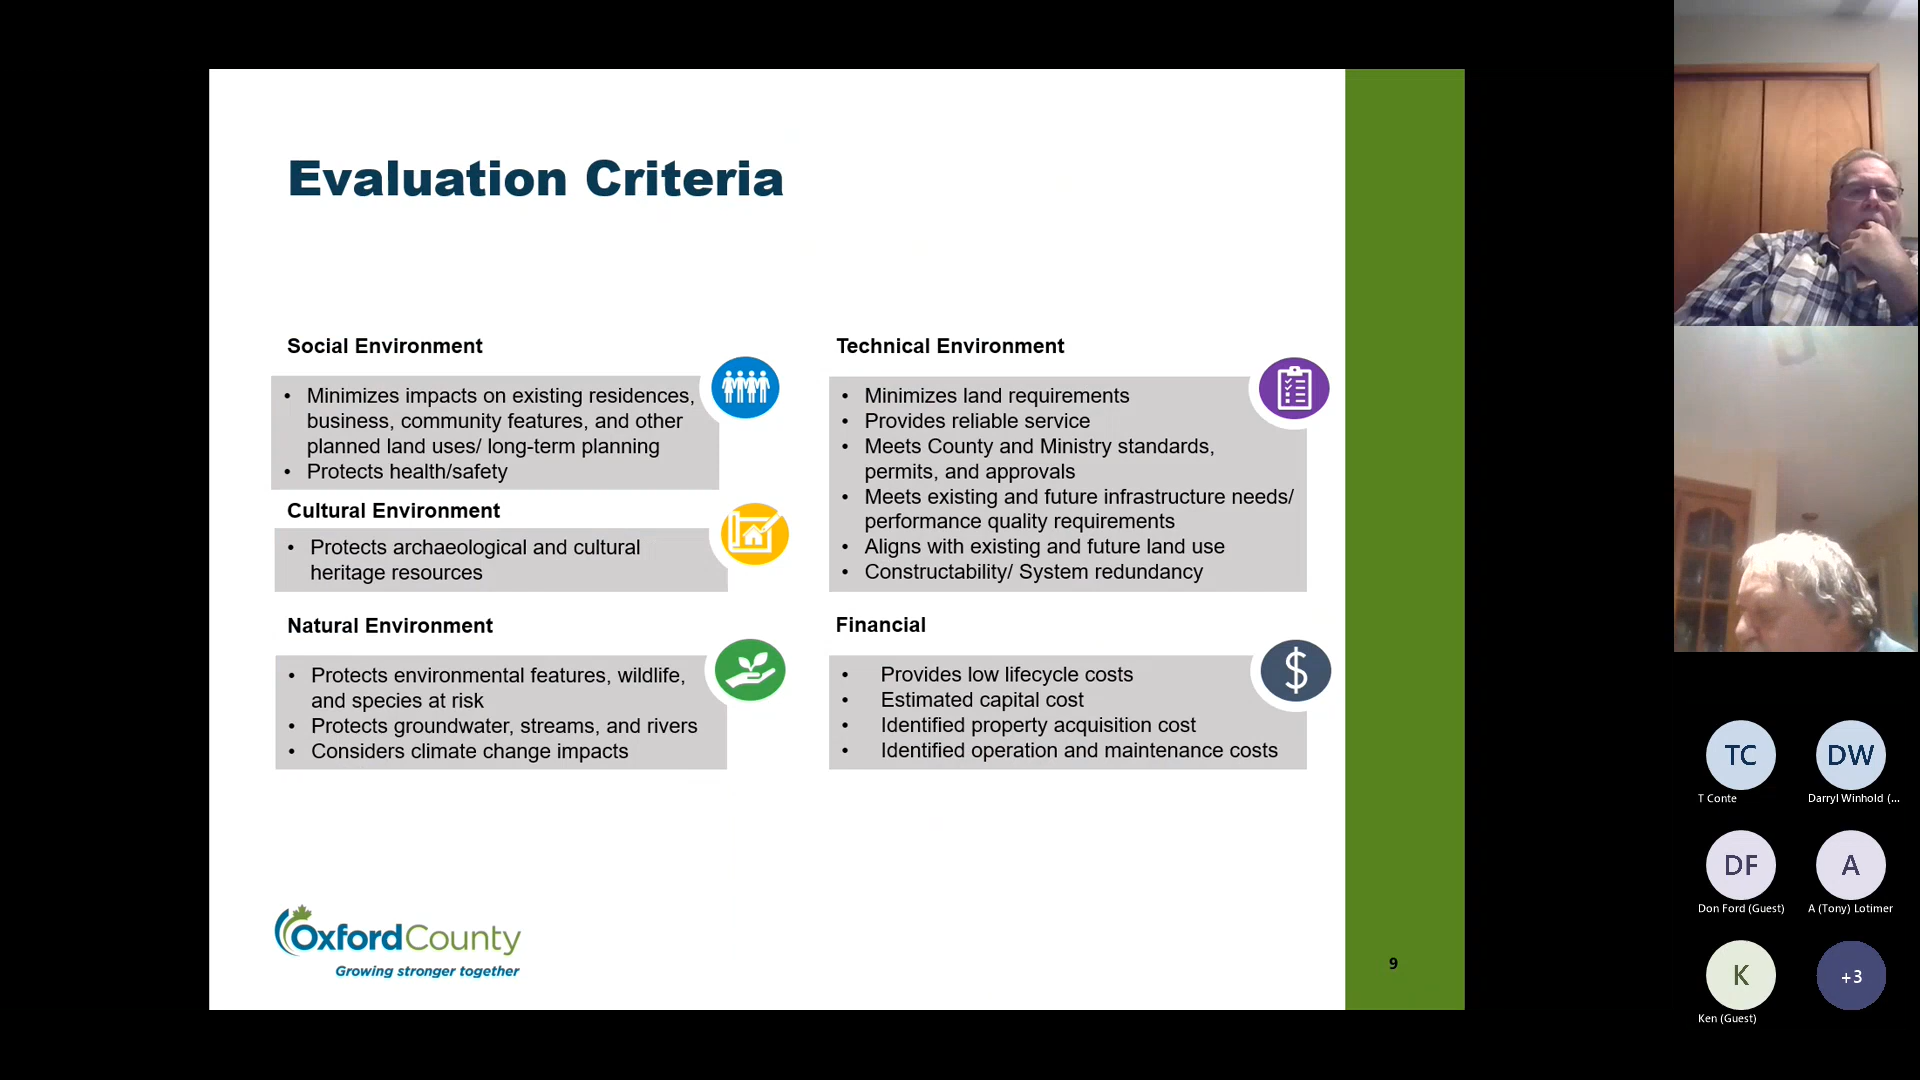 Evaluation Criteria
Social Environment
• Minimizes impacts on existing residences,
business, community features, and other
planned land uses/ long-term planning
• Protects health/safety
Cultural Environment
• Protects archaeological and cultural
heritage resources
Natural Environment
• Protects environmental features, wildlife,
and species at risk
• Protects groundwater, streams, and rivers
• Considers climate change impacts
Technical Environment
• Minimizes land requirements
• Provides reliable service
• Meets County and Ministry standards,
permits, and approvals
• Meets existing and future infrastructure needs/
performance quality requirements
• Aligns with existing and future land use
• Constructability/ System redundancy
Financial
• Provides low lifecycle costs
• Estimated capital cost
• Identified property acquisition cost
• Identified operation and maintenance costs
$
OxfordCounty
Growing stronger together
9
TC
T Conte
DW
Darryl Winhold (...
DF
Don Ford (Guest)
A
A (Tony) Lotimer
K
Ken (Guest)
+3